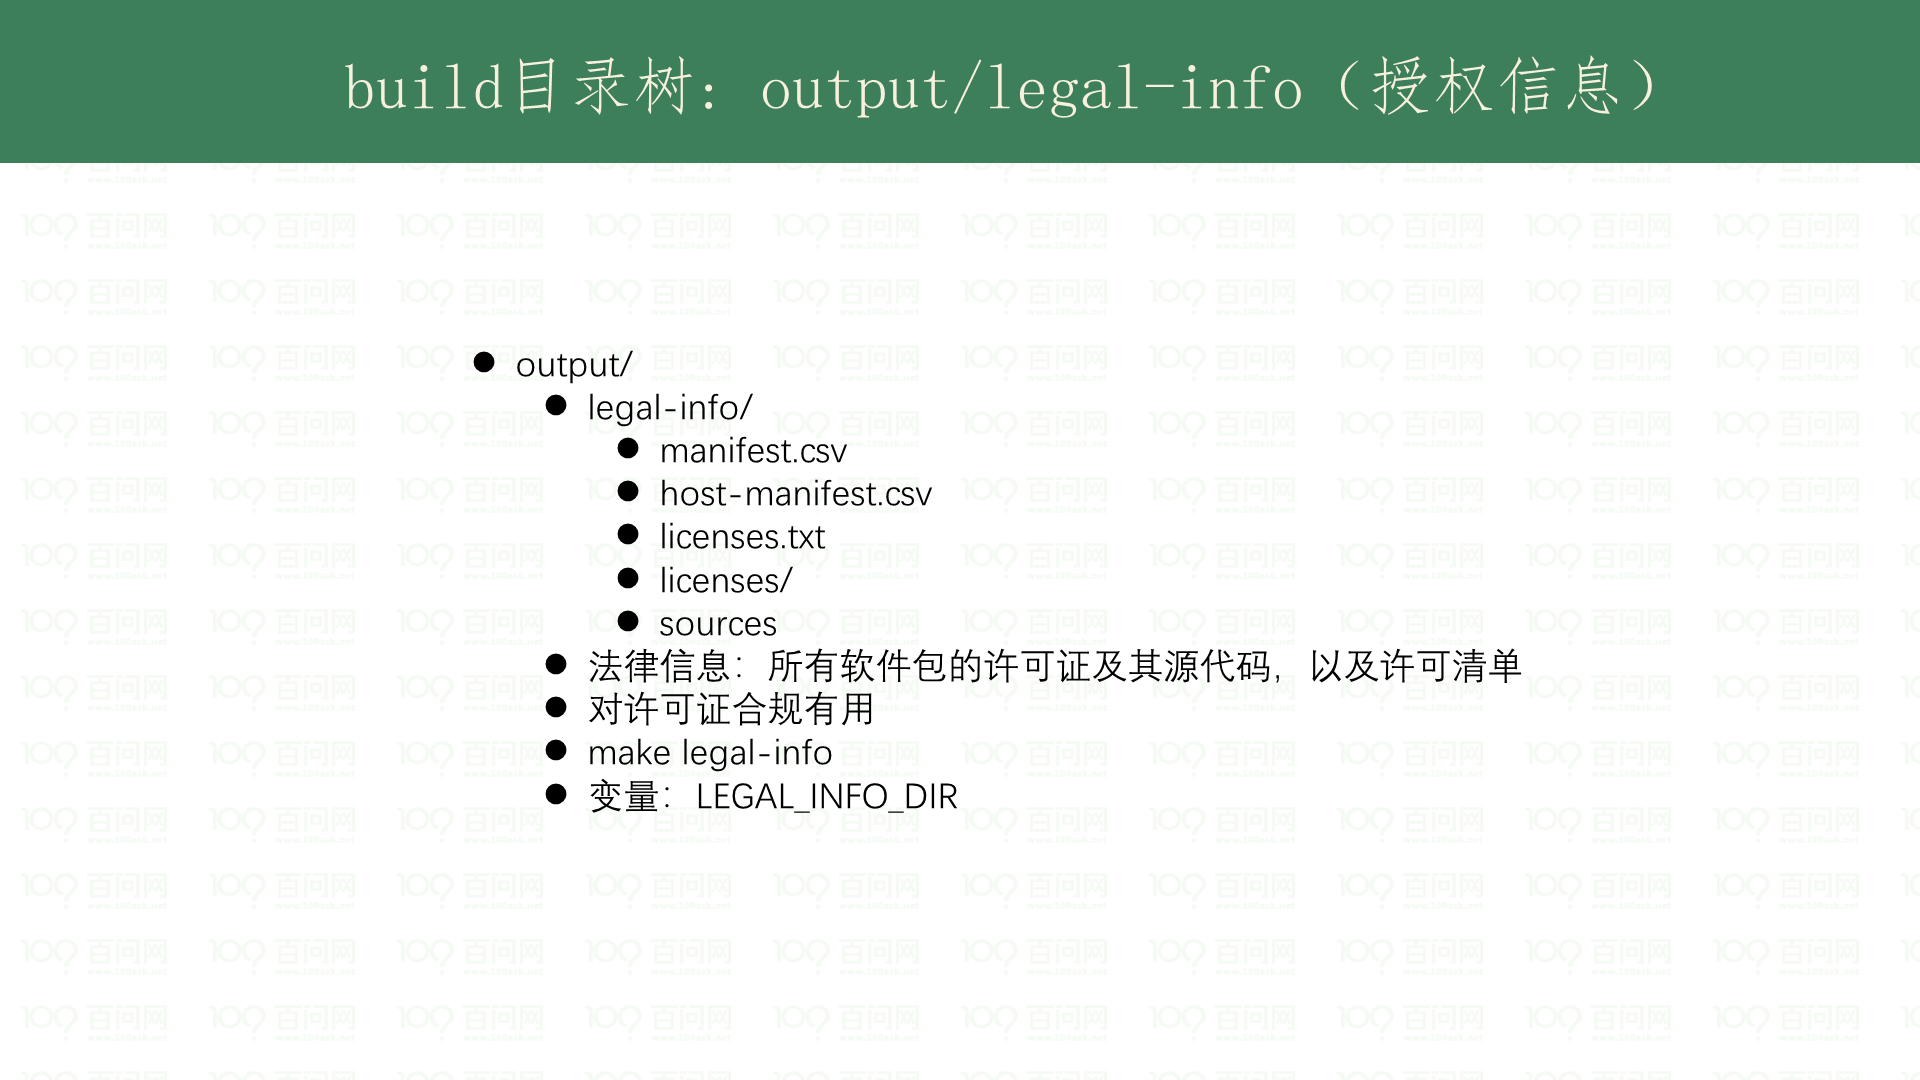 build目录树：output/legal-info（授权信息）
output/
legal-info/
manifest.csv
host-manifest.csv
licenses.txt
licenses/
sources
法律信息：所有软件包的许可证及其源代码，以及许可清单
对许可证合规有用
make legal-info
变量：LEGAL_INFO_DIR